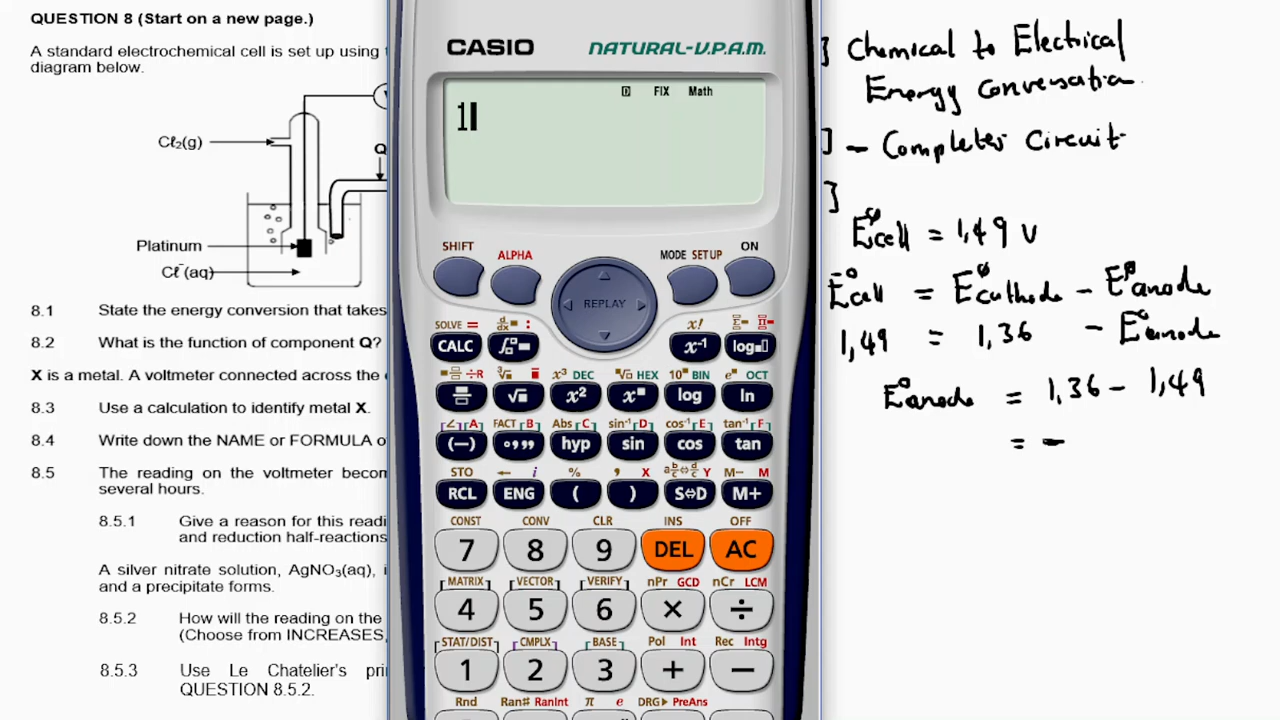 QUESTION 8 (Start on a new page.)
A standard electrochemical cell is set up using
diagram below.
Cℓ₂(g)
Q
Platinum
Cℓ⁻(aq)
8.1 State the energy conversion that takes
8.2 What is the function of component Q?
X is a metal. A voltmeter connected across the
8.3 Use a calculation to identify metal X.
8.4 Write down the NAME or FORMULA
8.5 The reading on the voltmeter
several hours.
8.5.1 Give a reason for this
and reduction half-reactions
A silver nitrate solution, AgNO₃(aq),
and a precipitate forms.
8.5.2 How will the reading on the
(Choose from INCREASES,
8.5.3 Use Le Chatelier's
QUESTION 8.5.2.
CASIO NATURAL-V.P.A.M.
D FIX Math
1
SHIFT ALPHA MODE SETUP ON
REPLAY
SOLVE = d/dx : x! Σ Π
CALC ∫ x⁻¹ log
÷R ³√ x³ DEC ˣ√ HEX 10ˣ BIN eˣ OCT
√ x² xˣ log ln
∠ A FACT B Abs C sin⁻¹ D cos⁻¹ E tan⁻¹ F
(−) °,,, hyp sin cos tan
STO ← i % , X a b/c⇔d/c Y M− M
RCL ENG ( ) S⇔D M+
CONST CONV CLR INS OFF
7 8 9 DEL AC
MATRIX VECTOR VERIFY nPr GCD nCr LCM
4 5 6 × ÷
STAT/DIST CMPLX BASE Pol Int Rec Intg
1 2 3 + −
Rnd Ran# RanInt π e DRG▶ PreAns
] Chemical to Electrical
Energy conversation
] - Completes Circuit
]
E°cell = 1,49 V
E°cell = E°cathode - E°anode
1,49 = 1,36 - E°anode
E°anode = 1,36 - 1,49
= -